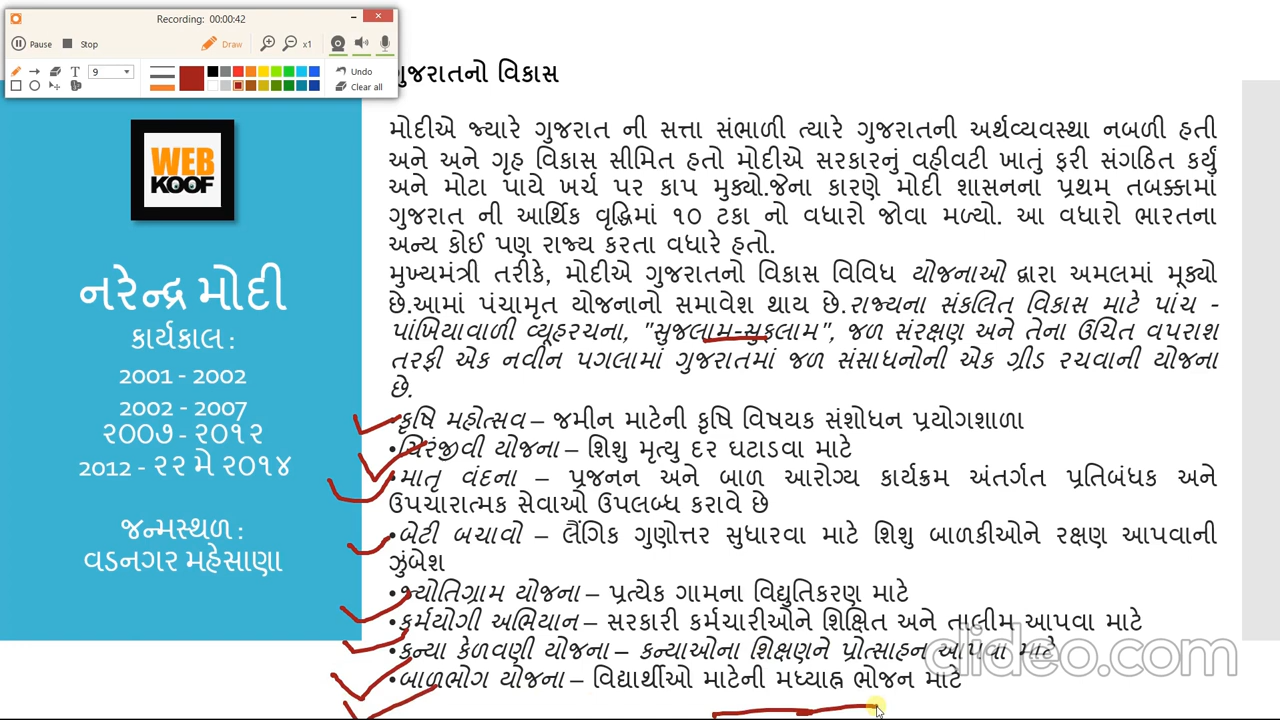 Recording: 00:00:42
Pause Stop Draw x1
T 9 Undo
Clear all
WEB
KOOF
નરેન્દ્ર મોદી
કાર્યકાલ :
2001 - 2002
2002 - 2007
૨૦૦૭ - ૨૦૧૨
2012 - ૨૨ મે ૨૦૧૪
જન્મસ્થળ :
વડનગર મહેસાણા
ગુજરાતનો વિકાસ
મોદીએ જ્યારે ગુજરાત ની સત્તા સંભાળી ત્યારે ગુજરાતની અર્થવ્યવસ્થા નબળી હતી
અને અને ગૃહ વિકાસ સીમિત હતો મોદીએ સરકારનું વહીવટી ખાતું ફરી સંગઠિત કર્યું
અને મોટા પાયે ખર્ચ પર કાપ મુક્યો.જેના કારણે મોદી શાસનના પ્રથમ તબક્કામાં
ગુજરાત ની આર્થિક વૃદ્ધિમાં ૧૦ ટકા નો વધારો જોવા મળ્યો. આ વધારો ભારતના
અન્ય કોઈ પણ રાજ્ય કરતા વધારે હતો.
મુખ્યમંત્રી તરીકે, મોદીએ ગુજરાતનો વિકાસ વિવિધ યોજનાઓ દ્વારા અમલમાં મૂક્યો
છે.આમાં પંચામૃત યોજનાનો સમાવેશ થાય છે.રાજ્યના સંકલિત વિકાસ માટે પાંચ -
પાંખિયાવાળી વ્યૂહરચના, "સુજલામ-સુફલામ", જળ સંરક્ષણ અને તેના ઉચિત વપરાશ
તરફી એક નવીન પગલામાં ગુજરાતમાં જળ સંસાધનોની એક ગ્રીડ રચવાની યોજના
છે.
•કૃષિ મહોત્સવ – જમીન માટેની કૃષિ વિષયક સંશોધન પ્રયોગશાળા
•ચિરંજીવી યોજના – શિશુ મૃત્યુ દર ઘટાડવા માટે
•માતૃ વંદના – પ્રજનન અને બાળ આરોગ્ય કાર્યક્રમ અંતર્ગત પ્રતિબંધક અને
ઉપચારાત્મક સેવાઓ ઉપલબ્ધ કરાવે છે
•બેટી બચાવો – લૈંગિક ગુણોત્તર સુધારવા માટે શિશુ બાળકીઓને રક્ષણ આપવાની
ઝુંબેશ
•જ્યોતિગ્રામ યોજના – પ્રત્યેક ગામના વિદ્યુતિકરણ માટે
•કર્મયોગી અભિયાન – સરકારી કર્મચારીઓને શિક્ષિત અને તાલીમ આપવા માટે
•કન્યા કેળવણી યોજના – કન્યાઓના શિક્ષણને પ્રોત્સાહન આપવા માટે
•બાળભોગ યોજના – વિદ્યાર્થીઓ માટેની મધ્યાહ્ન ભોજન માટે
clideo.com